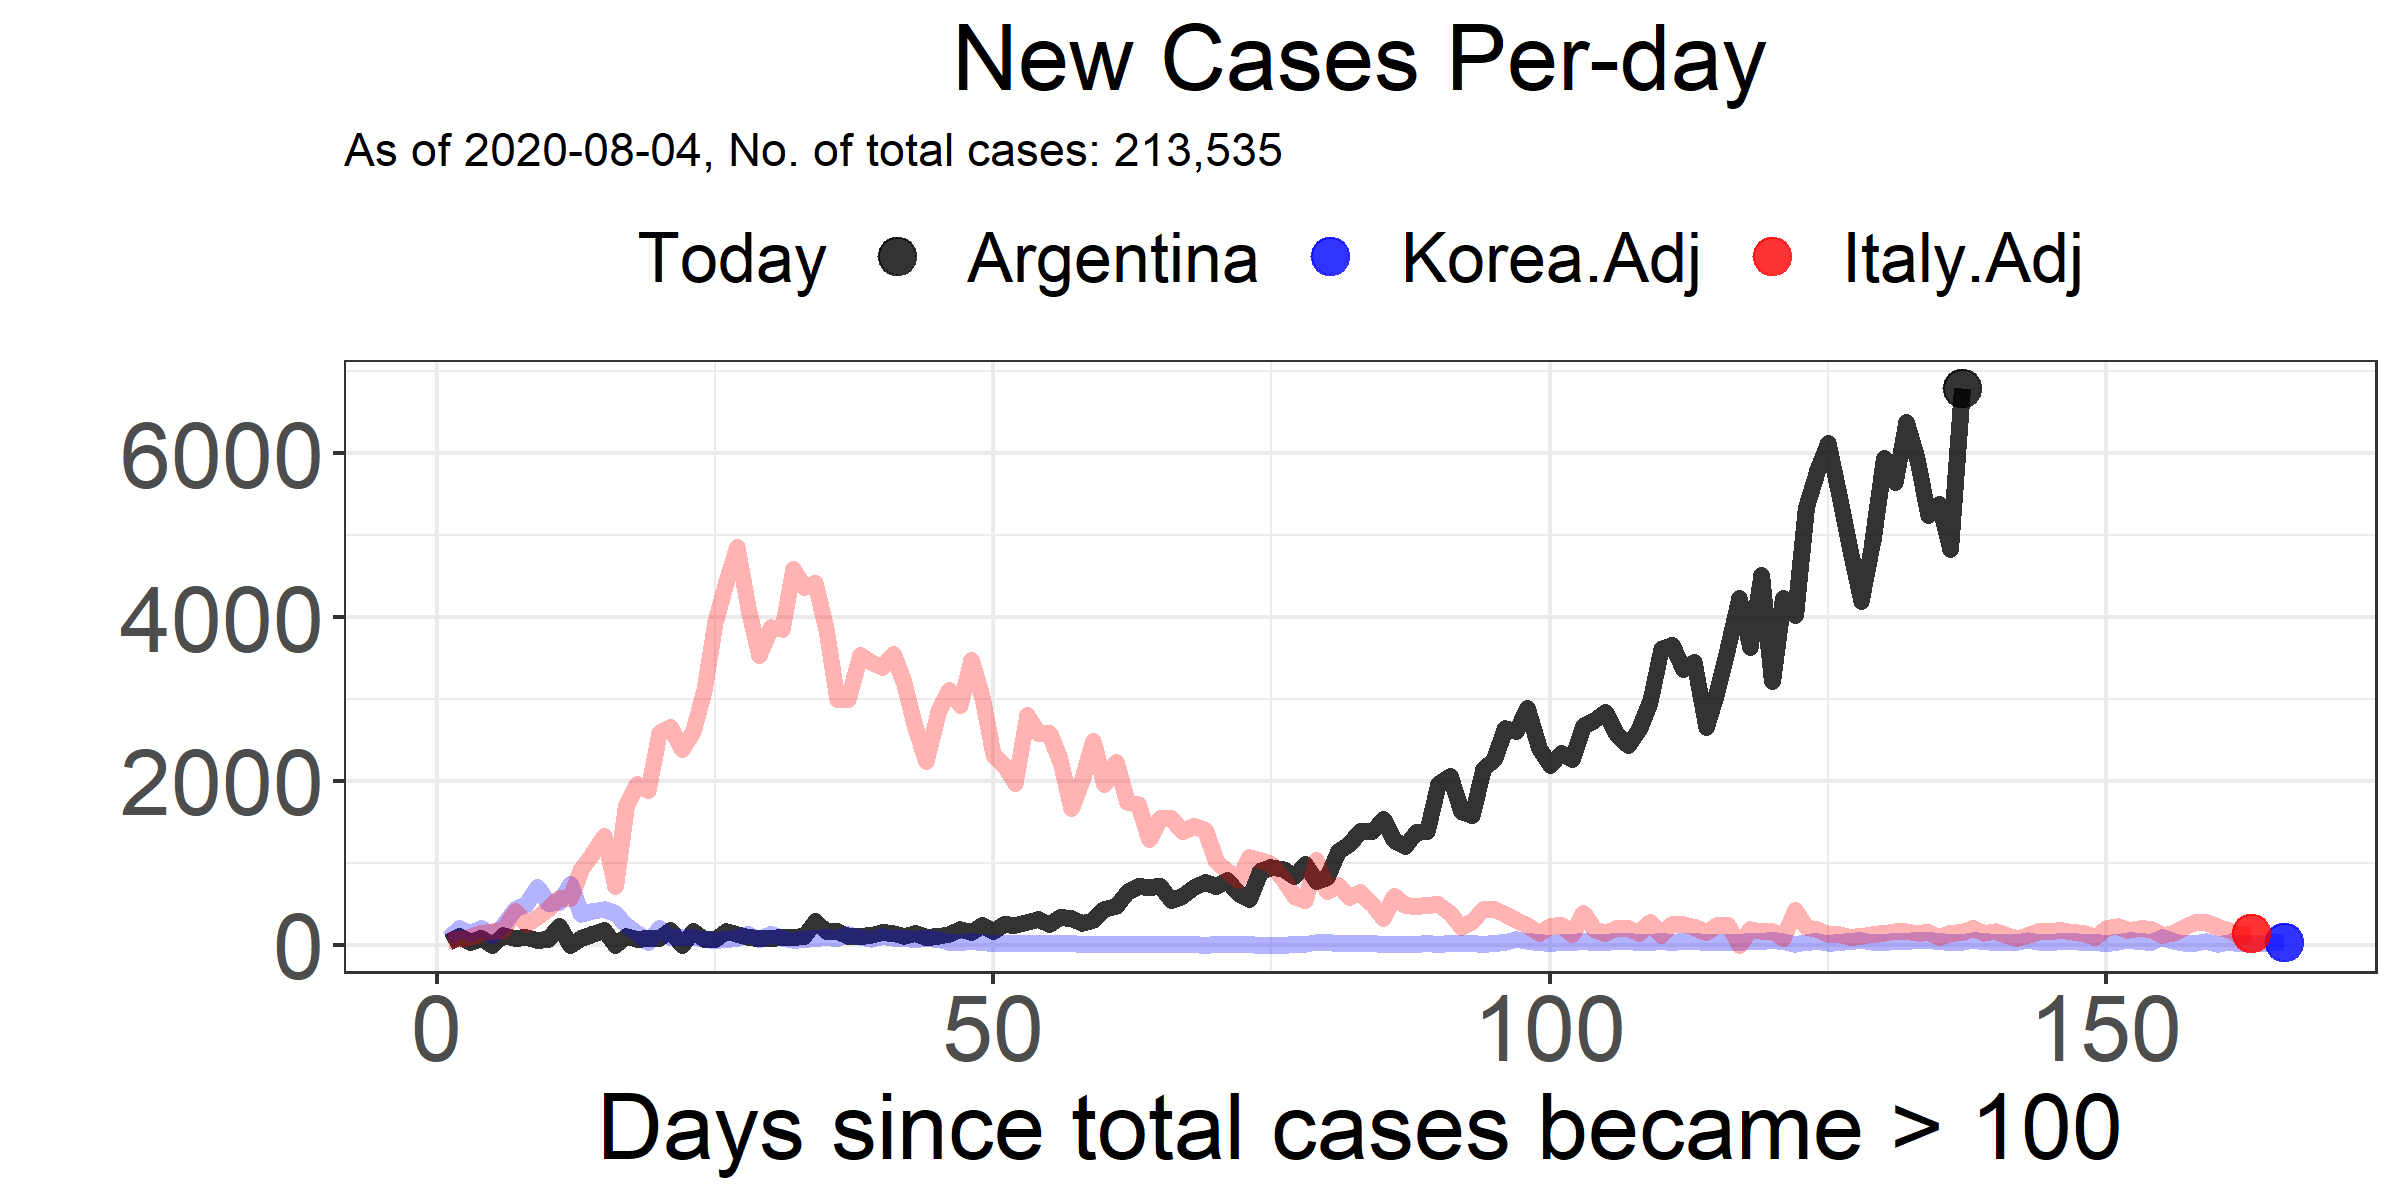 New Cases Per-day
As of 2020-08-04, No. of total cases: 213,535
Today Argentina Korea.Adj Italy.Adj
6000
4000
2000
0
0 50 100 150
Days since total cases became > 100